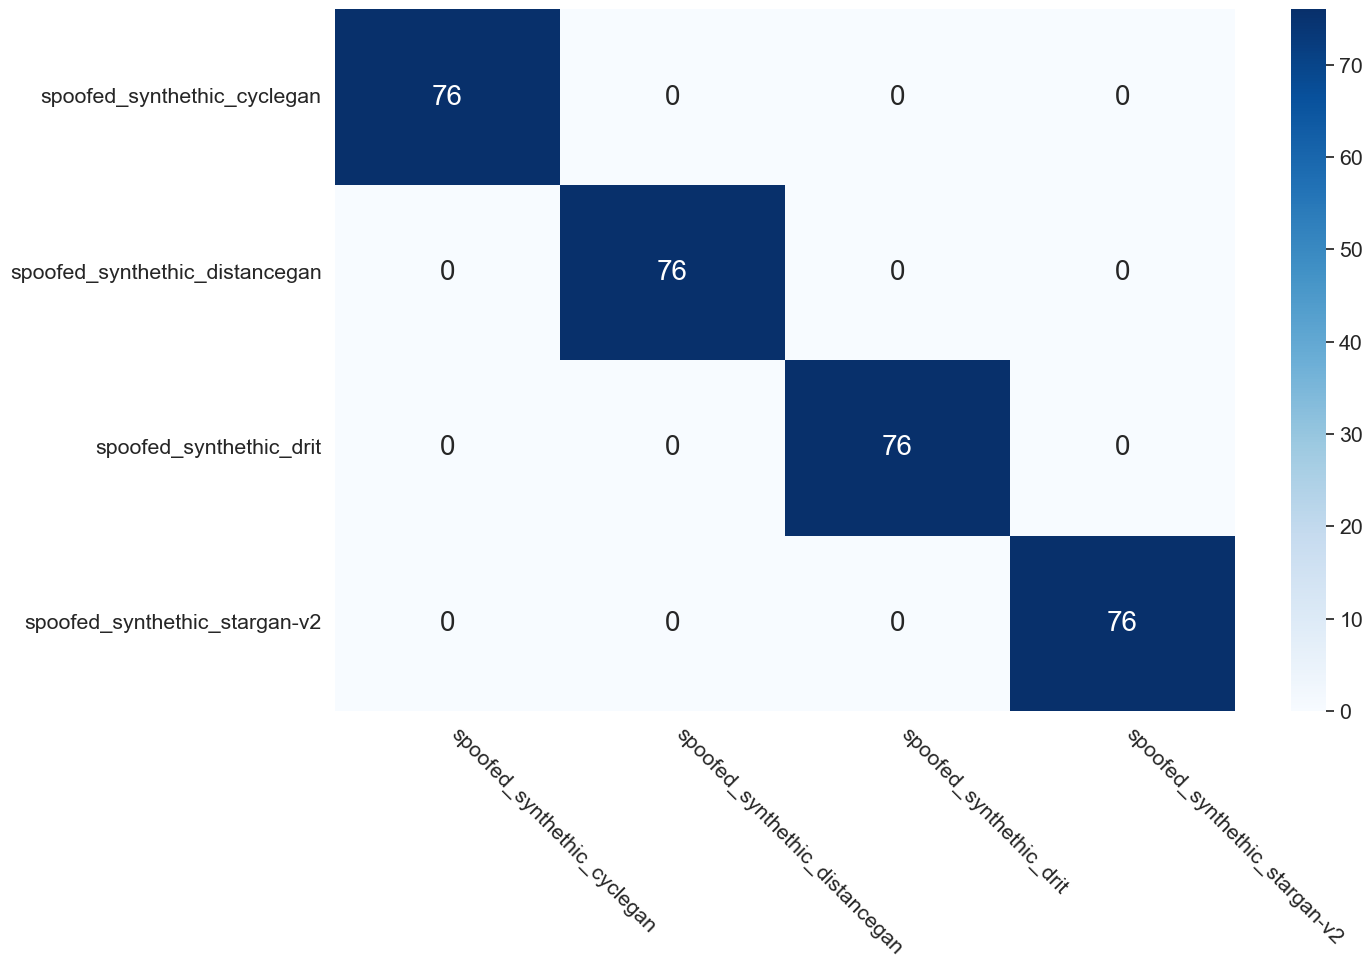 spoofed_synthethic_cyclegan 76 0 0 0
spoofed_synthethic_distancegan 0 76 0 0
spoofed_synthethic_drit 0 0 76 0
spoofed_synthethic_stargan-v2 0 0 0 76
spoofed_synthethic_cyclegan
spoofed_synthethic_distancegan
spoofed_synthethic_drit
spoofed_synthethic_stargan-v2
70
60
50
40
30
20
10
0